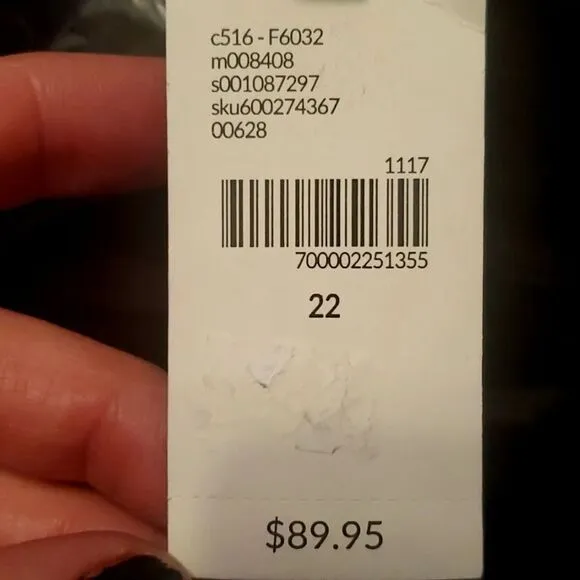 c516 - F6032
m008408
s001087297
sku600274367
00628
1117
700002251355
22
$89.95